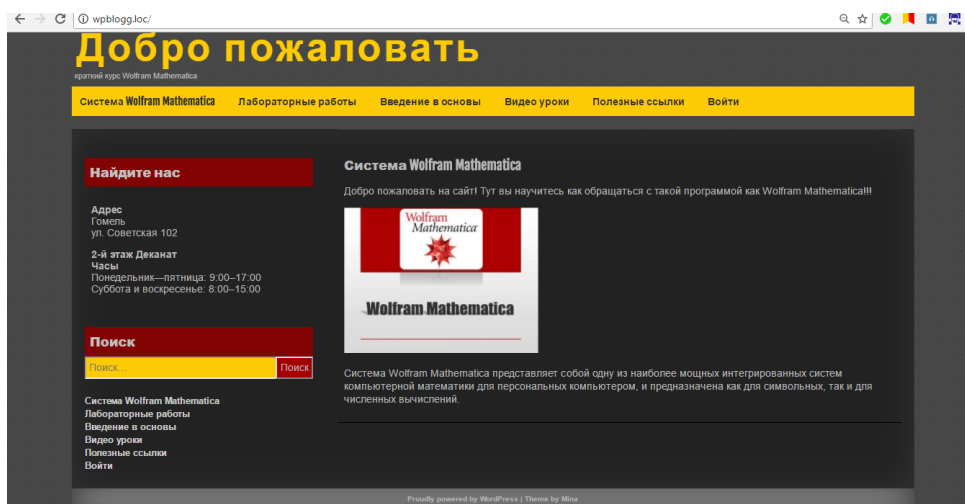 wpblogg.loc/
Добро пожаловать
краткий курс Wolfram Mathematica
Система Wolfram Mathematica Лабораторные работы Введение в основы Видео уроки Полезные ссылки Войти
Найдите нас
Адрес
Гомель
ул. Советская 102
2-й этаж Деканат
Часы
Понедельник—пятница: 9:00–17:00
Суббота и воскресенье: 8:00–15:00
Поиск
Поиск... Поиск
Система Wolfram Mathematica
Лабораторные работы
Введение в основы
Видео уроки
Полезные ссылки
Войти
Система Wolfram Mathematica
Добро пожаловать на сайт! Тут вы научитесь как обращаться с такой программой как Wolfram Mathematica!!!
Wolfram
Mathematica
Wolfram Mathematica
Система Wolfram Mathematica представляет собой одну из наиболее мощных интегрированных систем
компьютерной математики для персональных компьютером, и предназначена как для символьных, так и для
численных вычислений.
Proudly powered by WordPress | Theme by Mina